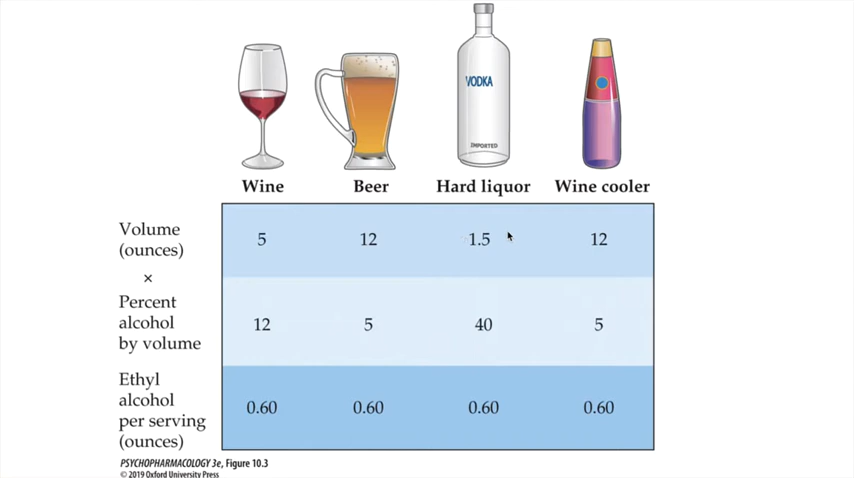 VODKA
IMPORTED
Wine Beer Hard liquor Wine cooler
Volume
(ounces)
5 12 1.5 12
×
Percent
alcohol
by volume
12 5 40 5
Ethyl
alcohol
per serving
(ounces)
0.60 0.60 0.60 0.60
PSYCHOPHARMACOLOGY 3e, Figure 10.3
© 2019 Oxford University Press